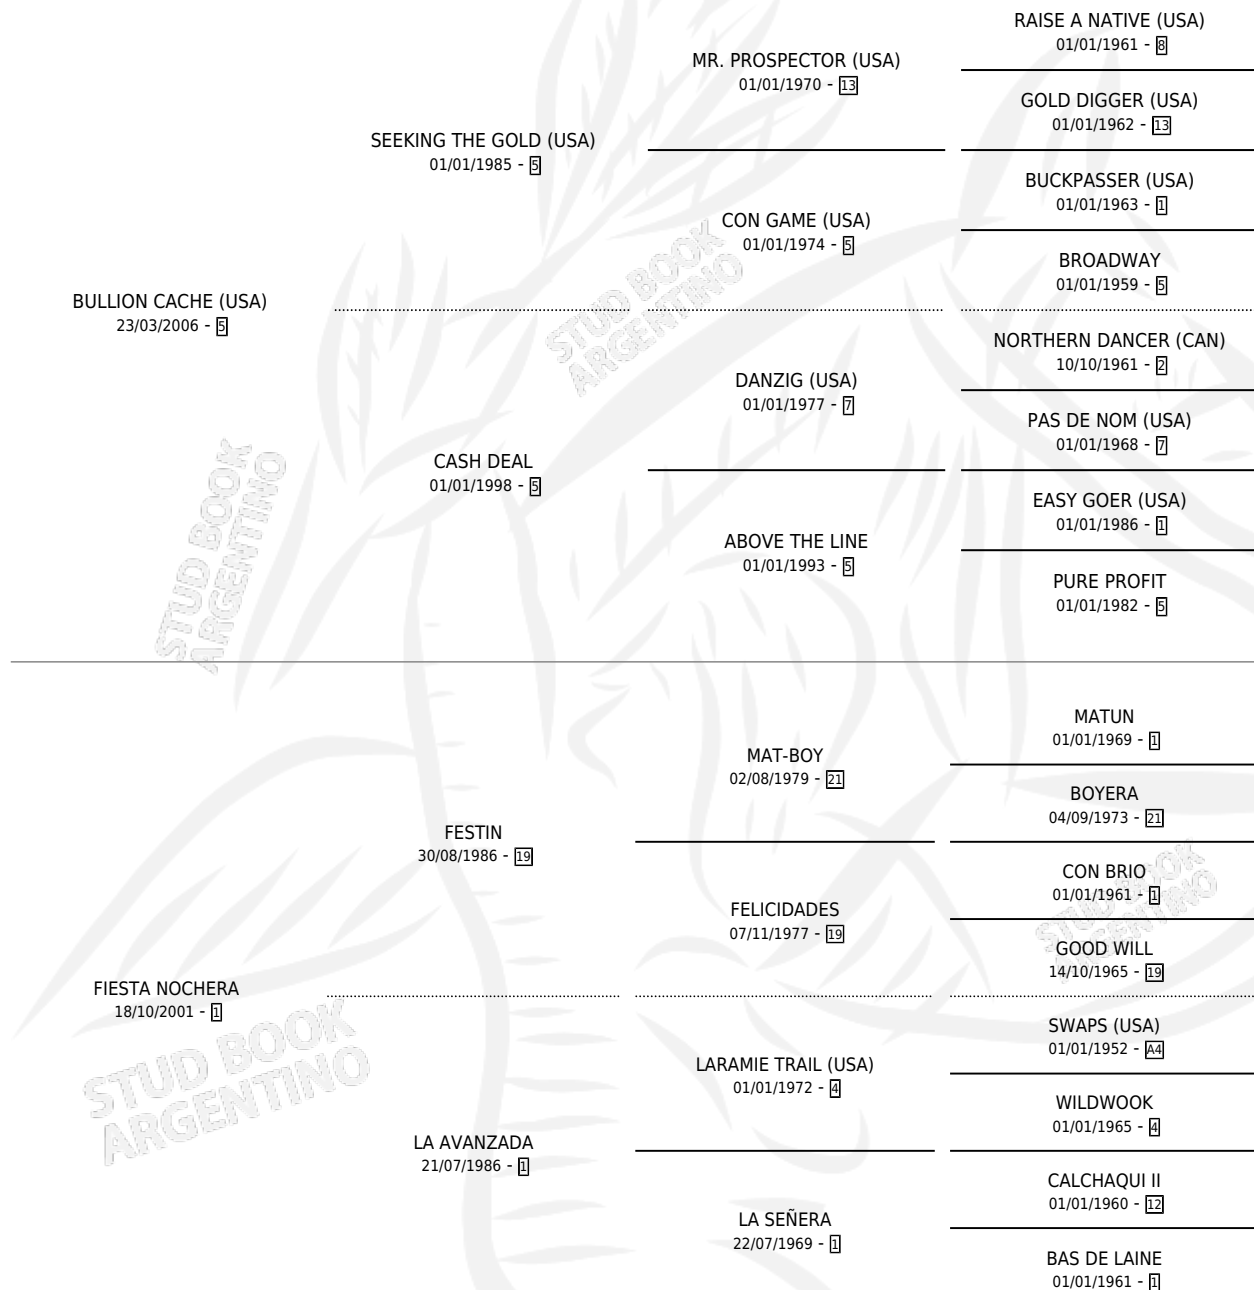 RAISE A NATIVE (USA)
01/01/1961 - 8
MR. PROSPECTOR (USA)
01/01/1970 - 13
GOLD DIGGER (USA)
01/01/1962 - 13
SEEKING THE GOLD (USA)
01/01/1985 - 5
BUCKPASSER (USA)
01/01/1963 - 1
CON GAME (USA)
01/01/1974 - 5
BROADWAY
01/01/1959 - 5
STUD BOOK
ARGENTINO
BULLION CACHE (USA)
23/03/2006 - 5
NORTHERN DANCER (CAN)
10/10/1961 - 2
DANZIG (USA)
01/01/1977 - 7
PAS DE NOM (USA)
01/01/1968 - 7
CASH DEAL
01/01/1998 - 5
EASY GOER (USA)
01/01/1986 - 1
ABOVE THE LINE
01/01/1993 - 5
PURE PROFIT
01/01/1982 - 5
STUD BOOK
ARGENTINO
MATUN
01/01/1969 - 1
MAT-BOY
02/08/1979 - 21
BOYERA
04/09/1973 - 21
FESTIN
30/08/1986 - 19
CON BRIO
01/01/1961 - 1
FELICIDADES
07/11/1977 - 19
GOOD WILL
14/10/1965 - 19
STUD BOOK
ARGENTINO
FIESTA NOCHERA
18/10/2001 - 1
SWAPS (USA)
01/01/1952 - A4
LARAMIE TRAIL (USA)
01/01/1972 - 4
WILDWOOK
01/01/1965 - 4
STUD BOOK
ARGENTINO
LA AVANZADA
21/07/1986 - 1
CALCHAQUI II
01/01/1960 - 12
LA SEÑERA
22/07/1969 - 1
BAS DE LAINE
01/01/1961 - 1